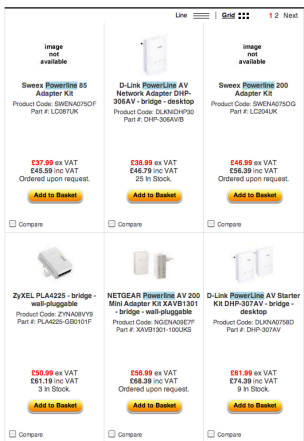 Line | Grid 1 2 Next
image
not
available
Sweex Powerline 85
Adapter Kit
Product Code: SWENA075DF
Part #: LC087UK
£37.99 ex VAT
£45.59 inc VAT
Ordered upon request.
Add to Basket
Compare
D-Link PowerLine AV
Network Adapter DHP-
306AV - bridge - desktop
Product Code: DLKNIDHP30
Part #: DHP-306AV/B
£38.99 ex VAT
£46.79 inc VAT
25 In Stock.
Add to Basket
Compare
image
not
available
Sweex Powerline 200
Adapter Kit
Product Code: SWENA075OG
Part #: LC204UK
£46.99 ex VAT
£56.39 inc VAT
Ordered upon request.
Add to Basket
Compare
ZyXEL PLA4225 - bridge -
wall-pluggable
Product Code: ZYNA08VY9
Part #: PLA4225-GB0101F
£50.99 ex VAT
£61.19 inc VAT
3 In Stock.
Add to Basket
Compare
NETGEAR Powerline AV 200
Mini Adapter Kit XAVB1301
- bridge - wall-pluggable
Product Code: NGENA09E7F
Part #: XAVB1301-100UKS
£56.99 ex VAT
£68.39 inc VAT
Ordered upon request.
Add to Basket
Compare
D-Link PowerLine AV Starter
Kit DHP-307AV - bridge -
desktop
Product Code: DLKNA0758D
Part #: DHP-307AV
£61.99 ex VAT
£74.39 inc VAT
9 In Stock.
Add to Basket
Compare